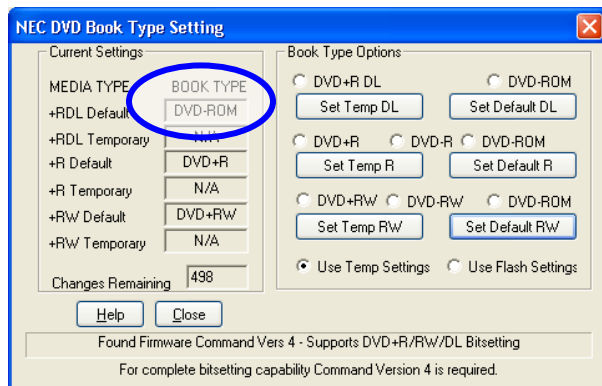 NEC DVD Book Type Setting
Current Settings
MEDIA TYPE BOOK TYPE
+RDL Default DVD-ROM
+RDL Temporary N/A
+R Default DVD+R
+R Temporary N/A
+RW Default DVD+RW
+RW Temporary N/A
Changes Remaining 498
Book Type Options
DVD+R DL DVD-ROM
Set Temp DL Set Default DL
DVD+R DVD-R DVD-ROM
Set Temp R Set Default R
DVD+RW DVD-RW DVD-ROM
Set Temp RW Set Default RW
Use Temp Settings Use Flash Settings
Help Close
Found Firmware Command Vers 4 - Supports DVD+R/RW/DL Bitsetting
For complete bitsetting capability Command Version 4 is required.